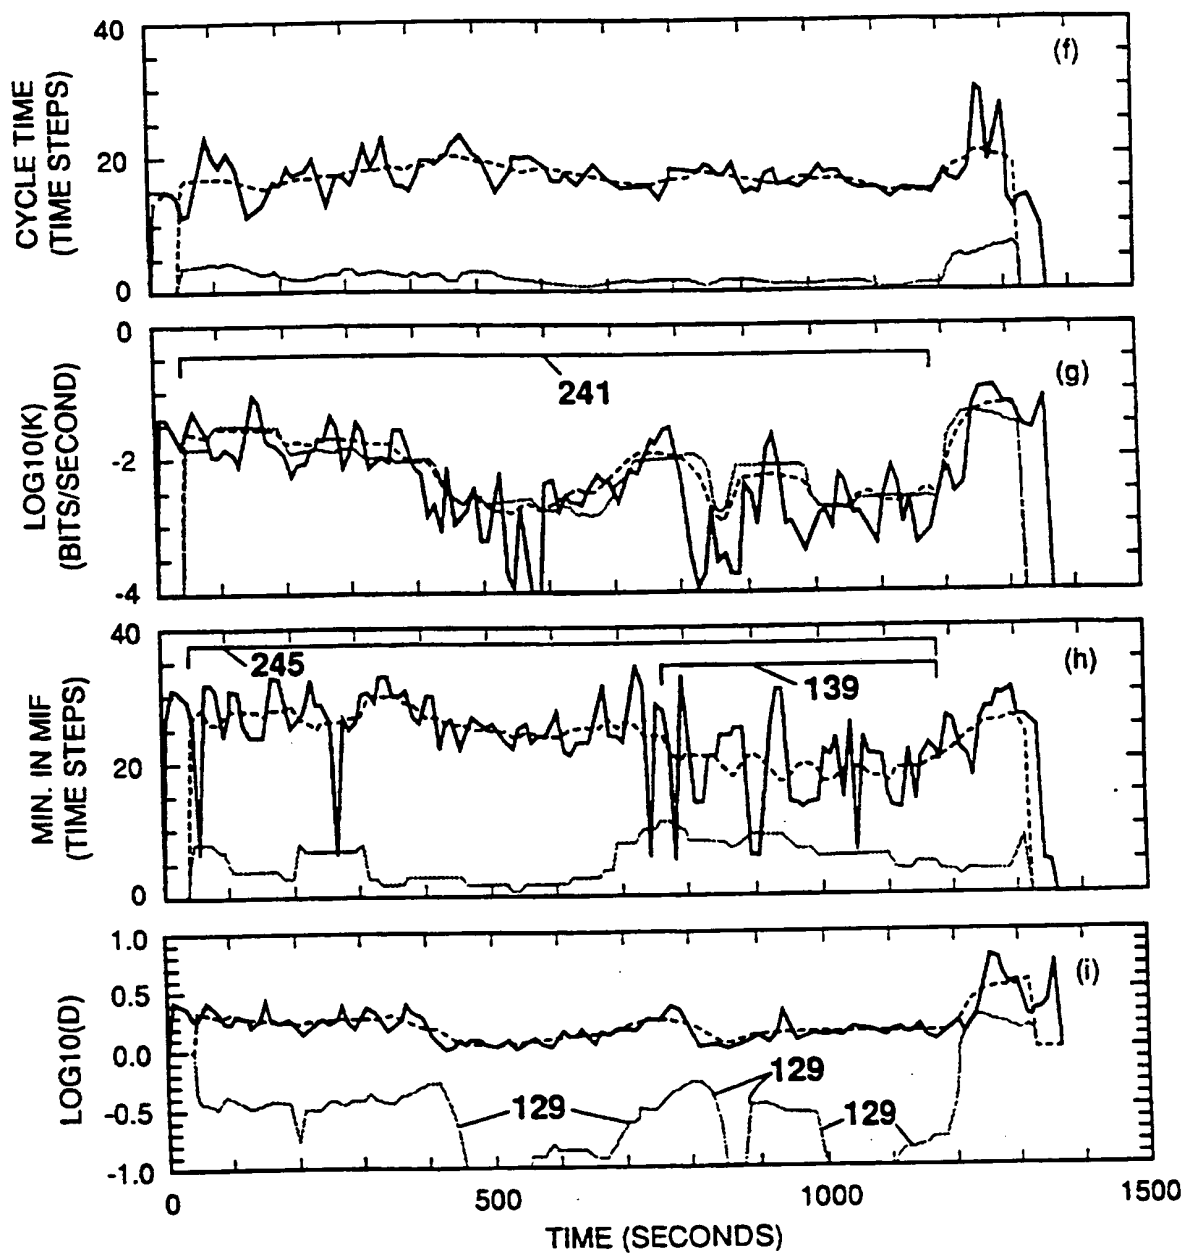 40
20
0
CYCLE TIME
(TIME STEPS)
(f)
0
-2
-4
LOG10(K)
(BITS/SECOND)
241
(g)
40
20
0
MIN. IN MIF
(TIME STEPS)
245
139
(h)
1.0
0.5
0.0
-0.5
-1.0
LOG10(D)
129
129
129
(i)
0
500
1000
1500
TIME (SECONDS)